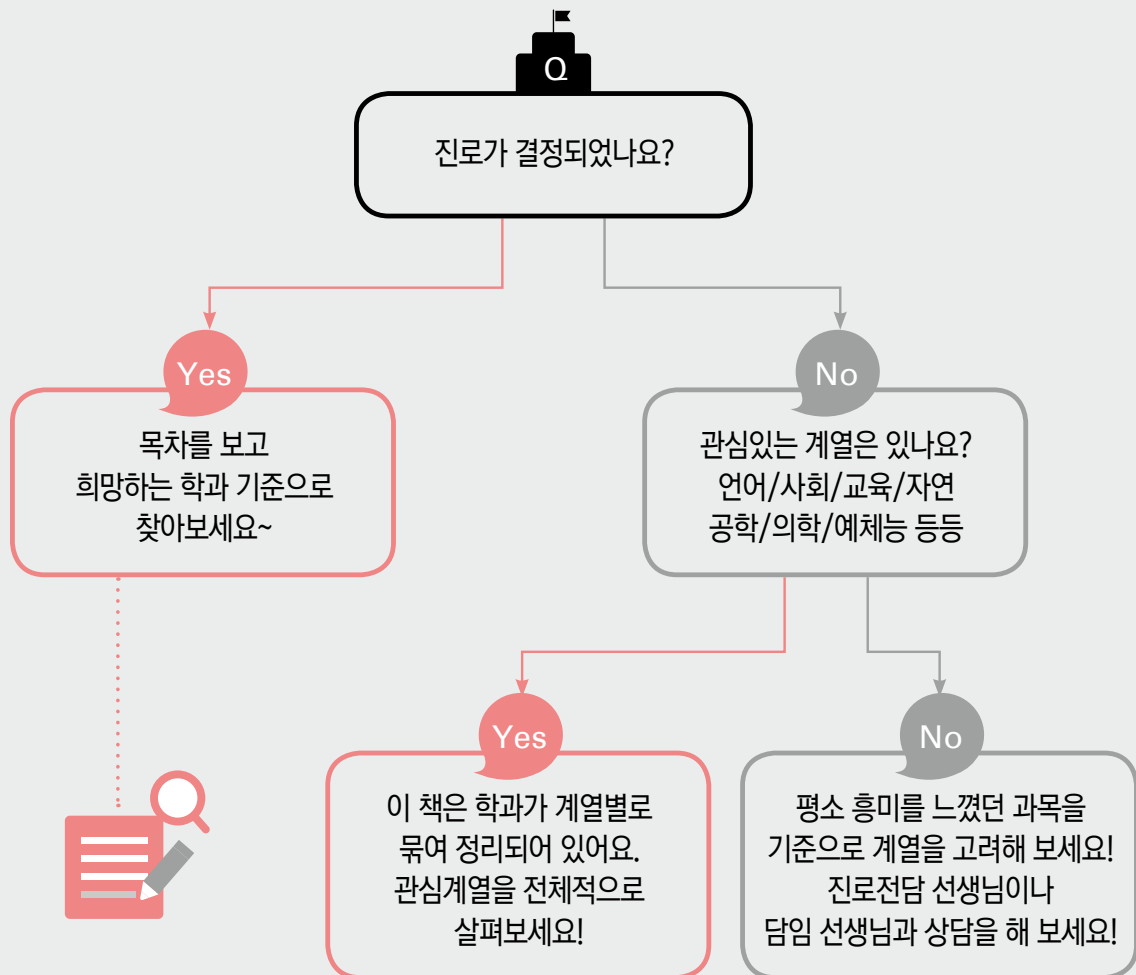 Q
진로가 결정되었나요?
Yes
목차를 보고
희망하는 학과 기준으로
찾아보세요~
No
관심있는 계열은 있나요?
언어/사회/교육/자연
공학/의학/예체능 등등
Yes
이 책은 학과가 계열별로
묶여 정리되어 있어요.
관심계열을 전체적으로
살펴보세요!
No
평소 흥미를 느꼈던 과목을
기준으로 계열을 고려해 보세요!
진로전담 선생님이나
담임 선생님과 상담을 해 보세요!